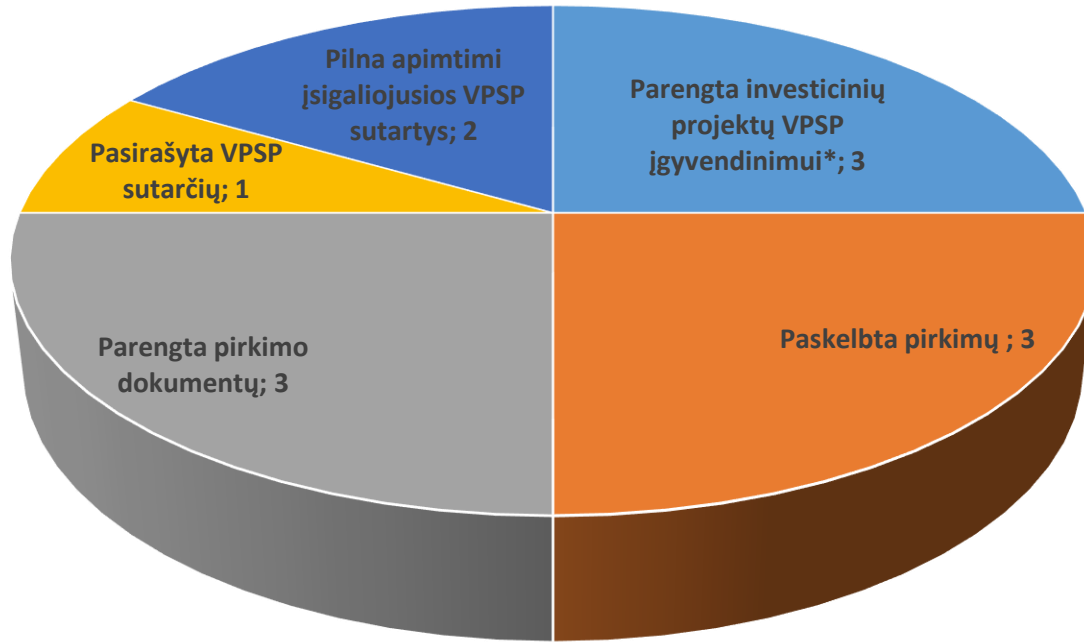 Pilna apimtimi
įsigaliojusios VPSP
sutartys; 2
Parengta investicinių
projektų VPSP
įgyvendinimui*; 3
Pasirašyta VPSP
sutarčių; 1
Parengta pirkimo
dokumentų; 3
Paskelbta pirkimų ; 3